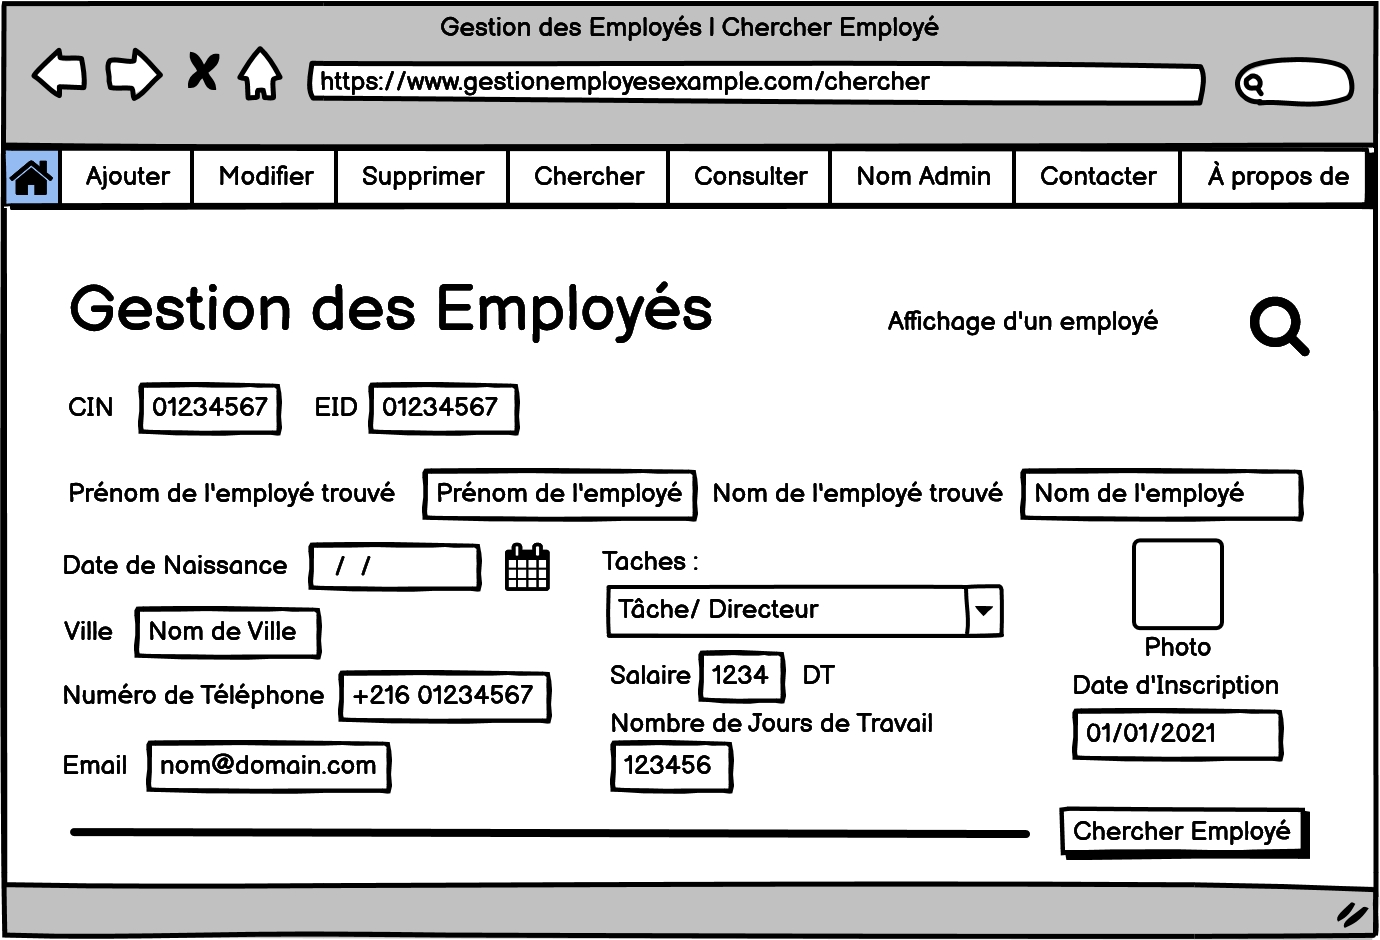 Gestion des Employés | Chercher Employé
https://www.gestionemployesexample.com/chercher
Ajouter Modifier Supprimer Chercher Consulter Nom Admin Contacter À propos de
Gestion des Employés
Affichage d'un employé
CIN 01234567 EID 01234567
Prénom de l'employé trouvé Prénom de l'employé Nom de l'employé trouvé Nom de l'employé
Date de Naissance / /
Taches :
Tâche/ Directeur
Ville Nom de Ville
Photo
Salaire 1234 DT
Date d'Inscription
Numéro de Téléphone +216 01234567
Nombre de Jours de Travail
01/01/2021
Email nom@domain.com
123456
Chercher Employé